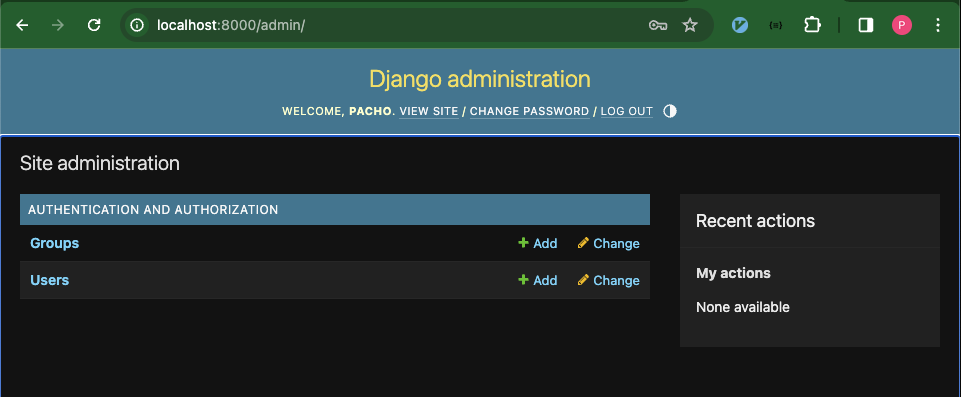 localhost:8000/admin/
P
Django administration
WELCOME, PACHO. VIEW SITE / CHANGE PASSWORD / LOG OUT
Site administration
AUTHENTICATION AND AUTHORIZATION
Groups Add Change
Users Add Change
Recent actions
My actions
None available